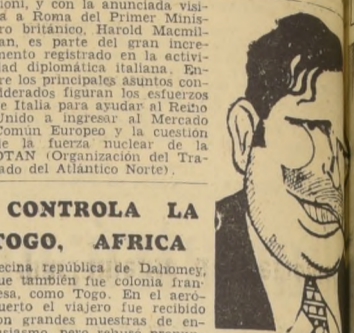 ioni, y con la anunciada visi-
a a Roma del Primer Minis-
ro británico, Harold Macmil-
an, es parte del gran incre-
mento registrado en la activi-
ad diplomática italiana. En-
re los principales asuntos con-
iderados figuran los esfuerzos
e Italia para ayudar al Reino
Unido a ingresar al Mercado
Común Europeo y la cuestión
e la fuerza nuclear de la
OTAN (Organización del Tra-
ado del Atlántico Norte).
CONTROLA LA
TOGO, AFRICA
ecina república de Dahomey,
ue también fue colonia fran-
esa, como Togo. En el aeró-
uerto el viajero fue recibido
on grandes muestras de en-